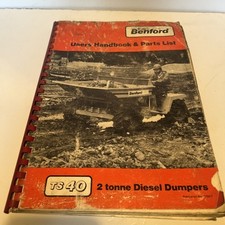 Benford
Users Handbook & Parts List
TS 40
2 tonne Diesel Dumpers